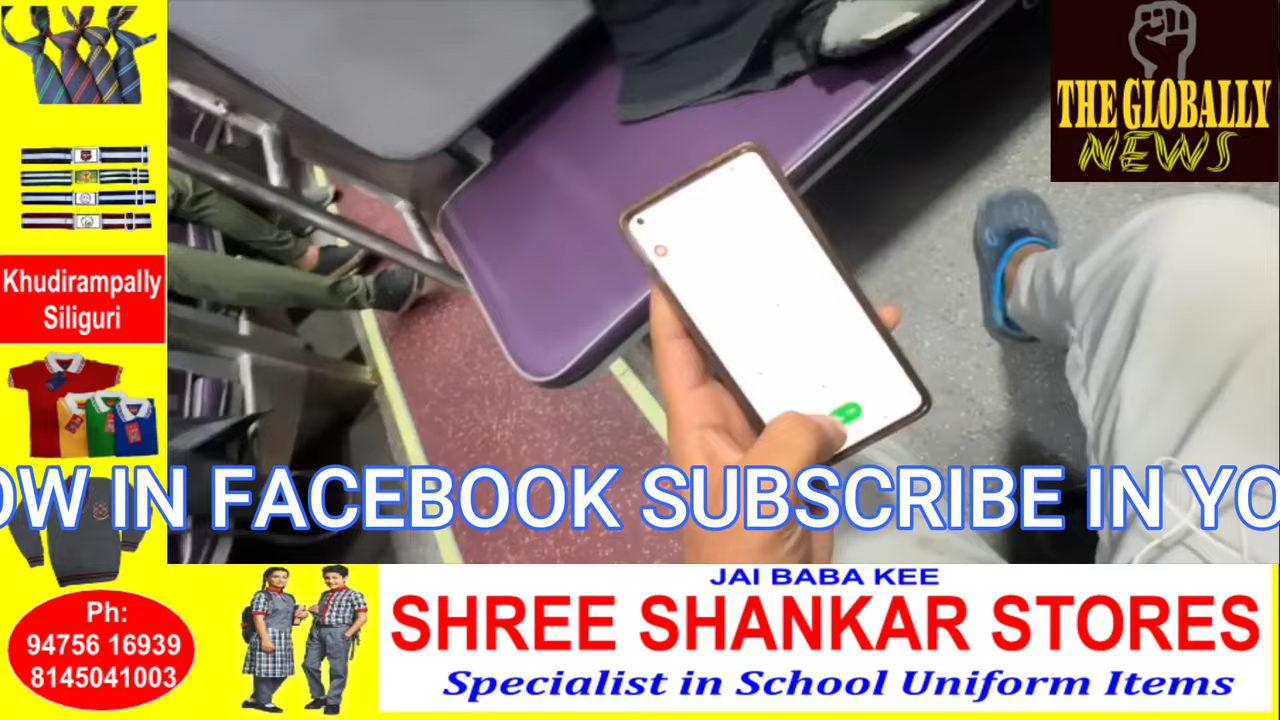 THE GLOBALLY
NEWS
Khudirampally
Siliguri
OW IN FACEBOOK SUBSCRIBE IN YO
Ph:
94756 16939
8145041003
JAI BABA KEE
SHREE SHANKAR STORES
Specialist in School Uniform Items